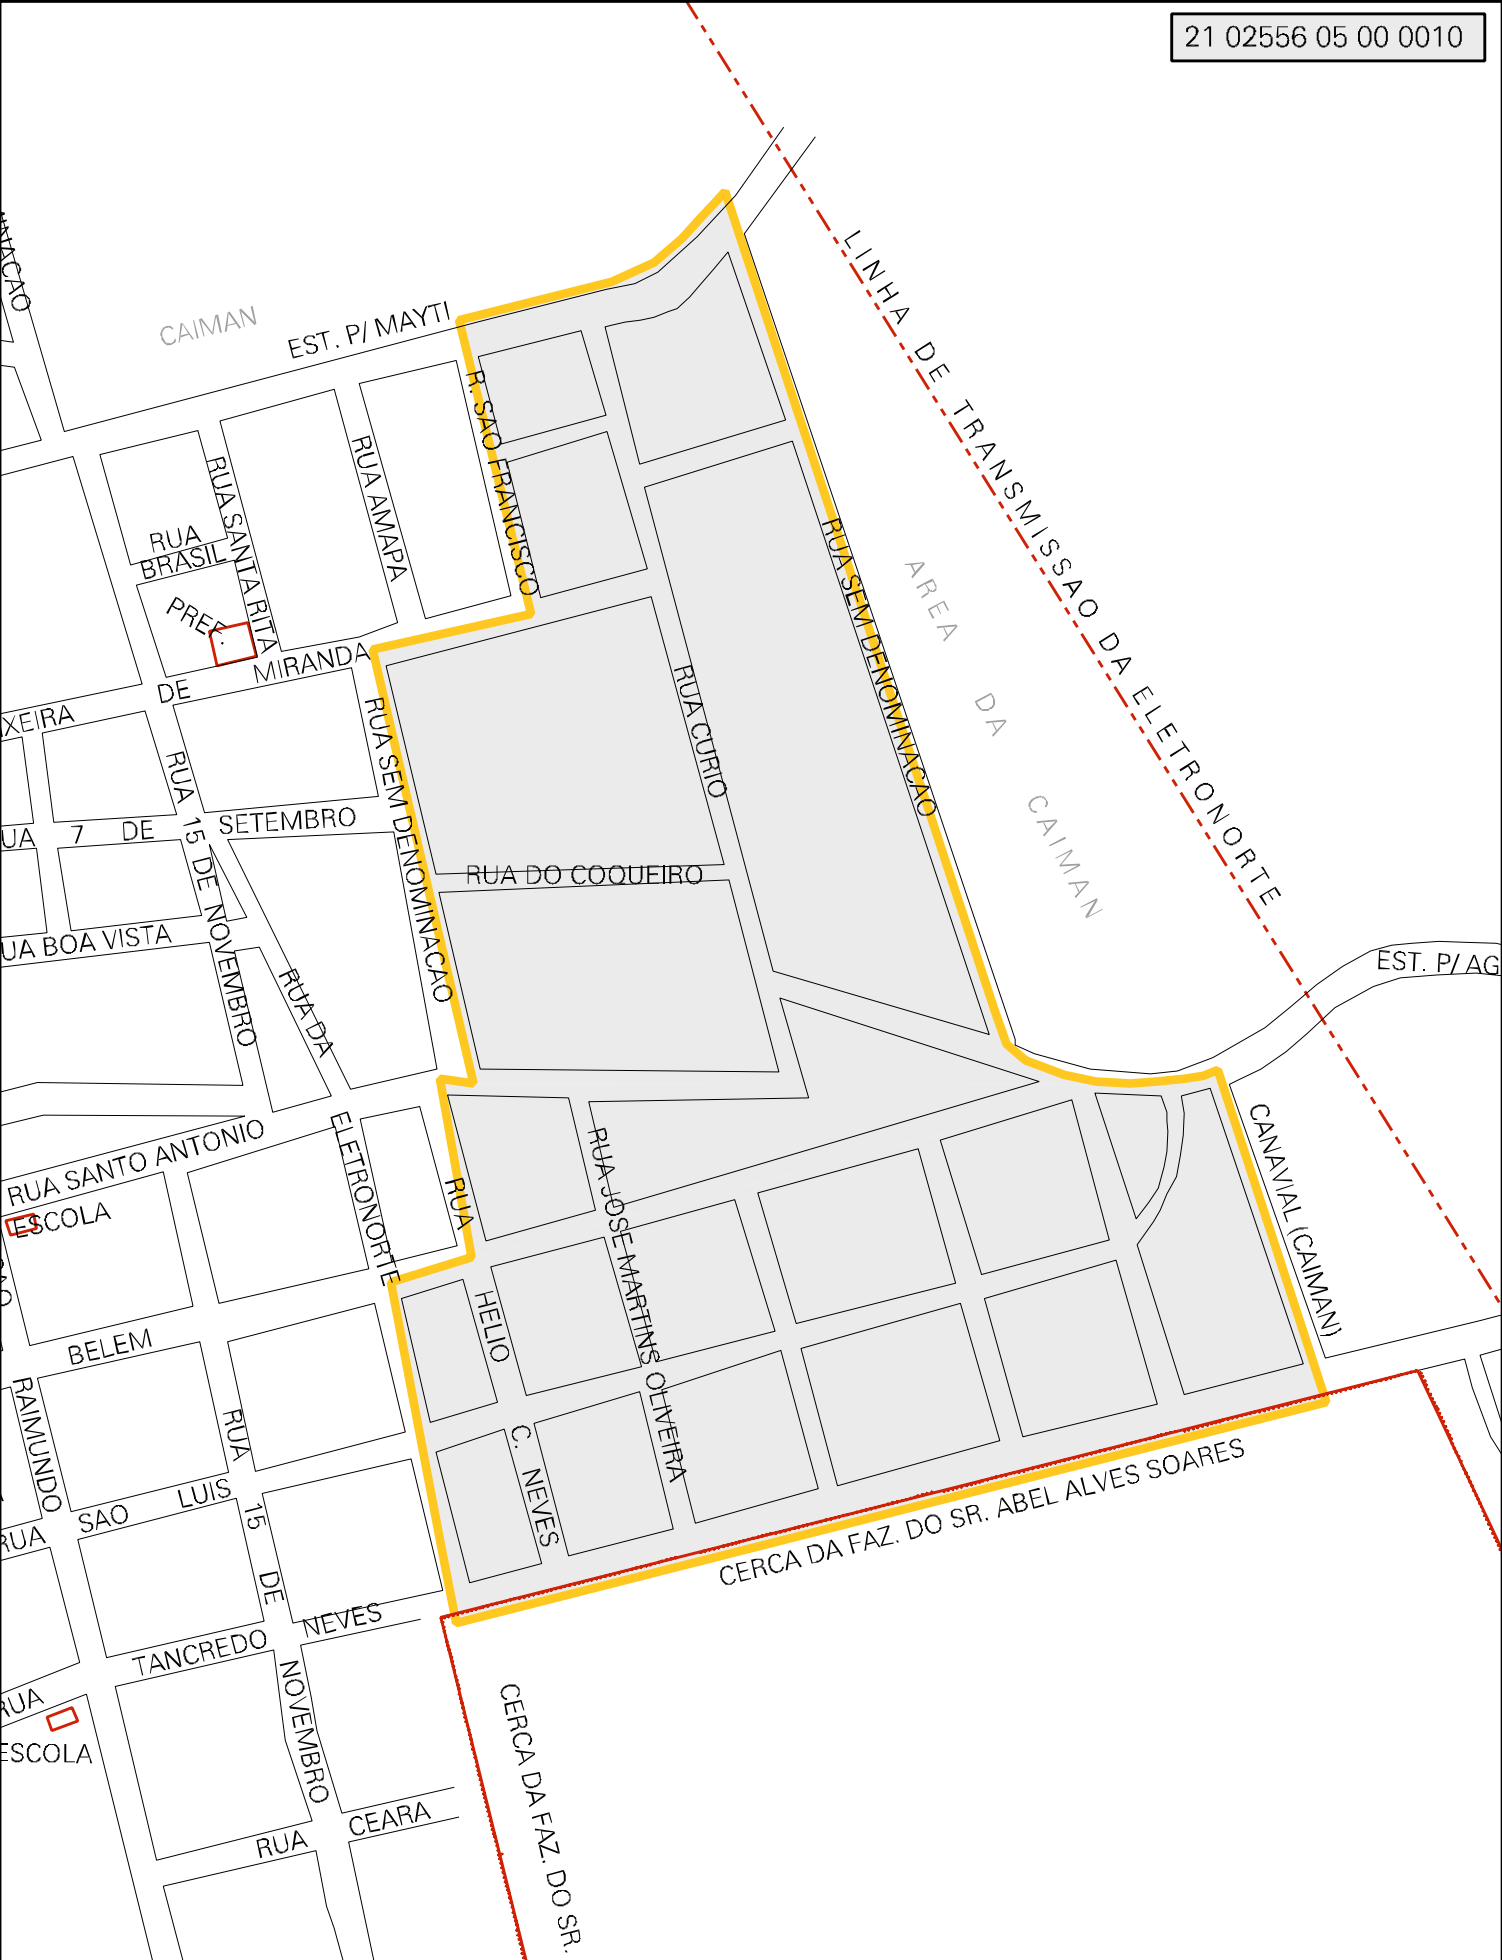 21 02556 05 00 0010
CAIMAN
EST. P/ MAYTI
R. SAO FRANCISCO
RUA AMAPA
RUA SANTA RITA
RUA
BRASIL
PREF.
DE MIRANDA
LINHA DE TRANSMISSAO DA ELETRONORTE
RUA SEM DENOMINACAO
AREA DA CAIMAN
RUA CURIO
RUA SEM DENOMINACAO
RUA 15 DE NOVEMBRO
7 DE SETEMBRO
RUA DO COQUEIRO
BOA VISTA
RUA DA ELETRONORTE
EST. P/ AG
RUA SANTO ANTONIO
ESCOLA
RUA HELIO C. NEVES
RUA JOSE MARTINS OLIVEIRA
CANAVIAL (CAIMAN)
BELEM
RAIMUNDO
RUA 15 DE NOVEMBRO
RUA SAO LUIS
CERCA DA FAZ. DO SR. ABEL ALVES SOARES
RUA TANCREDO NEVES
ESCOLA
RUA CEARA
CERCA DA FAZ. DO SR.